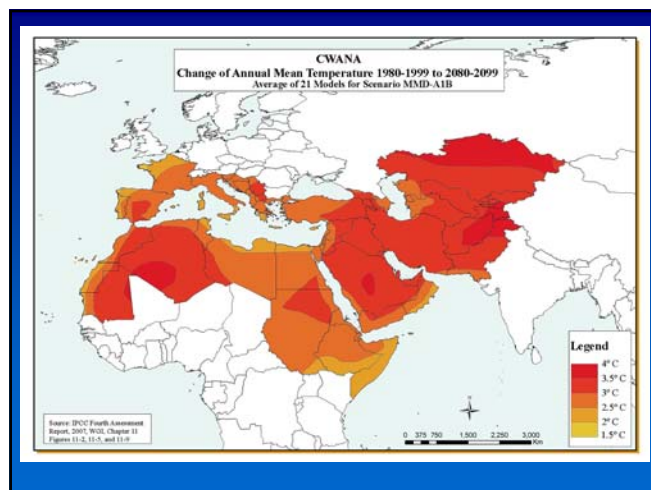 CWANA
Change of Annual Mean Temperature 1980-1999 to 2080-2099
Average of 21 Models for Scenario MMD-A1B
Legend
4° C
3.5° C
3° C
2.5° C
2° C
1.5° C
Source: IPCC Fourth Assessment
Report, 2007, WGI, Chapter 11
Figures 11-2, 11-5, and 11-9
N
0 375 750 1,500 2,250 3,000
Km